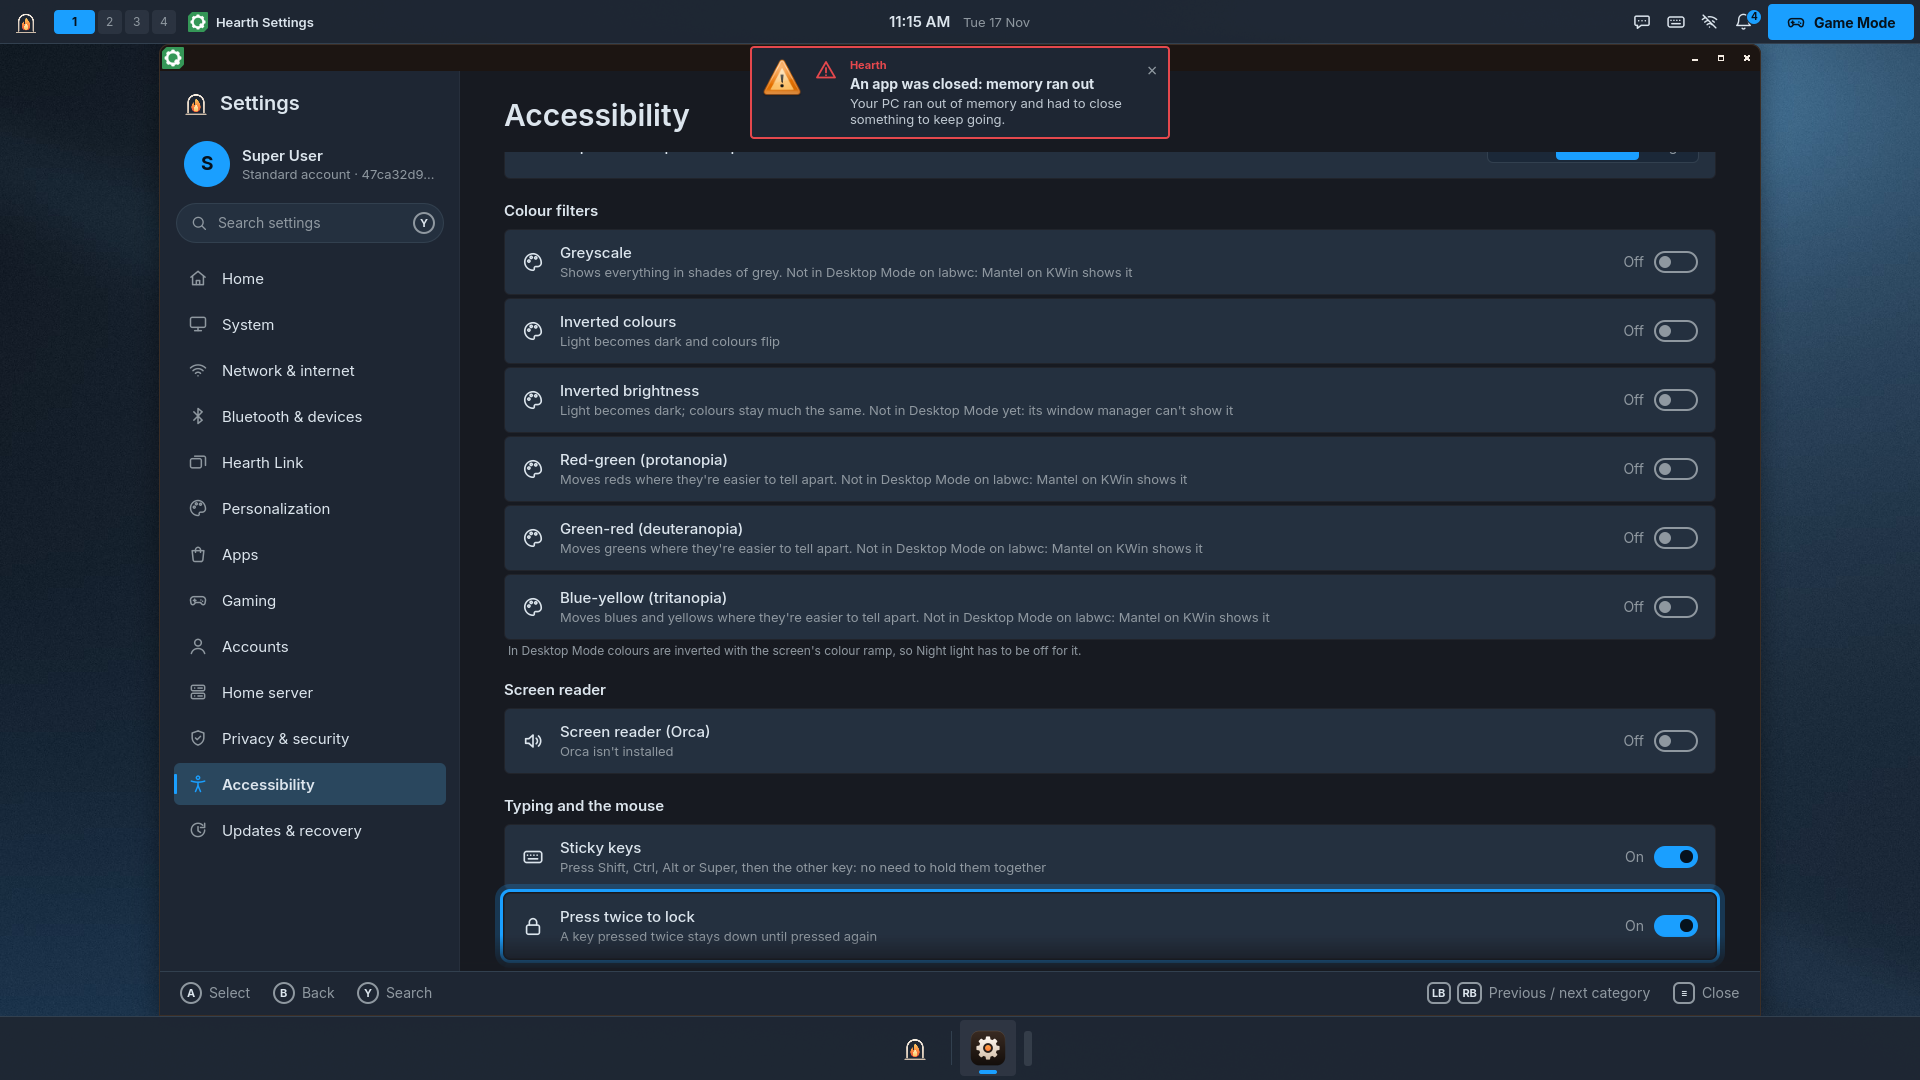 1
2
3
4
Hearth Settings
11:15 AM Tue 17 Nov
4
Game Mode
Hearth
An app was closed: memory ran out
Your PC ran out of memory and had to close
something to keep going.
Settings
S
Super User
Standard account · 47ca32d9...
Search settings
Y
Home
System
Network & internet
Bluetooth & devices
Hearth Link
Personalization
Apps
Gaming
Accounts
Home server
Privacy & security
Accessibility
Updates & recovery
Accessibility
Colour filters
Greyscale
Shows everything in shades of grey. Not in Desktop Mode on labwc: Mantel on KWin shows it
Off
Inverted colours
Light becomes dark and colours flip
Off
Inverted brightness
Light becomes dark; colours stay much the same. Not in Desktop Mode yet: its window manager can't show it
Off
Red-green (protanopia)
Moves reds where they're easier to tell apart. Not in Desktop Mode on labwc: Mantel on KWin shows it
Off
Green-red (deuteranopia)
Moves greens where they're easier to tell apart. Not in Desktop Mode on labwc: Mantel on KWin shows it
Off
Blue-yellow (tritanopia)
Moves blues and yellows where they're easier to tell apart. Not in Desktop Mode on labwc: Mantel on KWin shows it
Off
In Desktop Mode colours are inverted with the screen's colour ramp, so Night light has to be off for it.
Screen reader
Screen reader (Orca)
Orca isn't installed
Off
Typing and the mouse
Sticky keys
Press Shift, Ctrl, Alt or Super, then the other key: no need to hold them together
On
Press twice to lock
A key pressed twice stays down until pressed again
On
A Select
B Back
Y Search
LB RB Previous / next category
Close